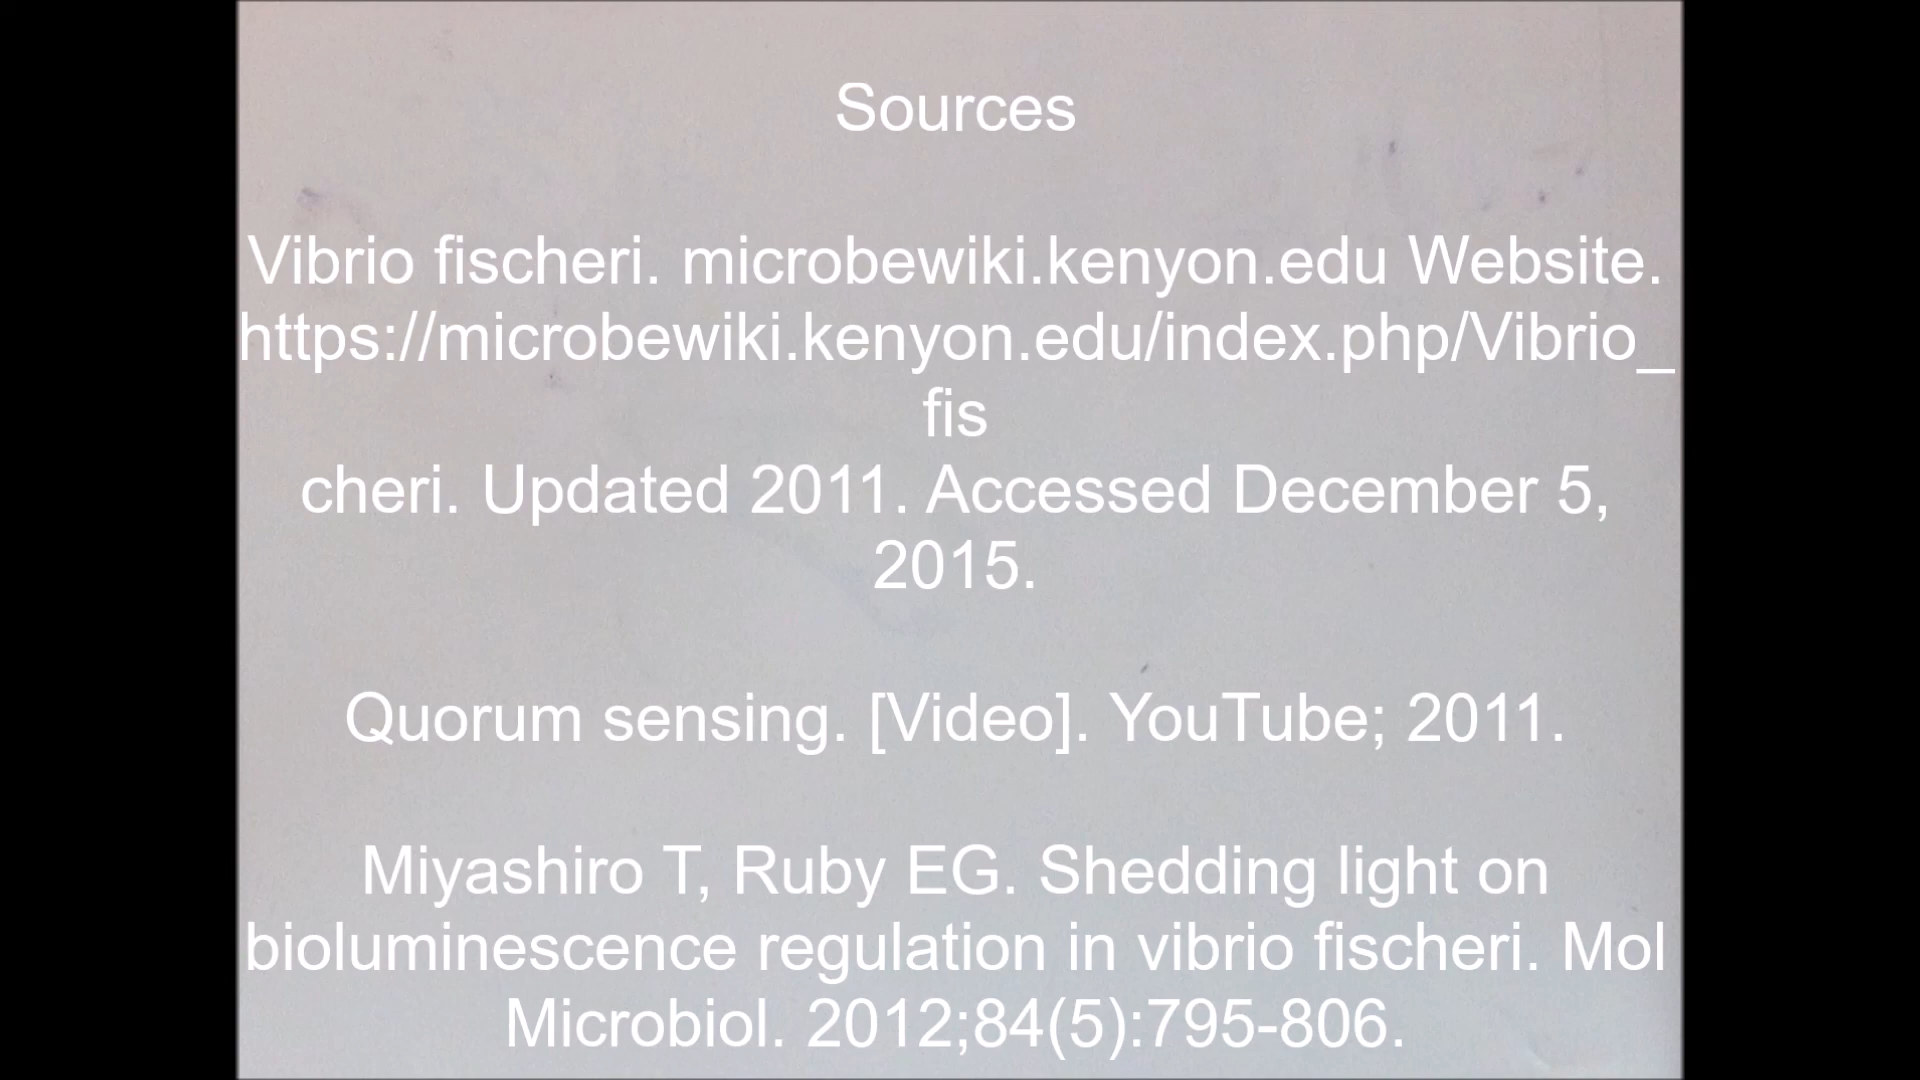 Sources
Vibrio fischeri. microbewiki.kenyon.edu Website.
https://microbewiki.kenyon.edu/index.php/Vibrio_
fis
cheri. Updated 2011. Accessed December 5,
2015.
Quorum sensing. [Video]. YouTube; 2011.
Miyashiro T, Ruby EG. Shedding light on
bioluminescence regulation in vibrio fischeri. Mol
Microbiol. 2012;84(5):795-806.